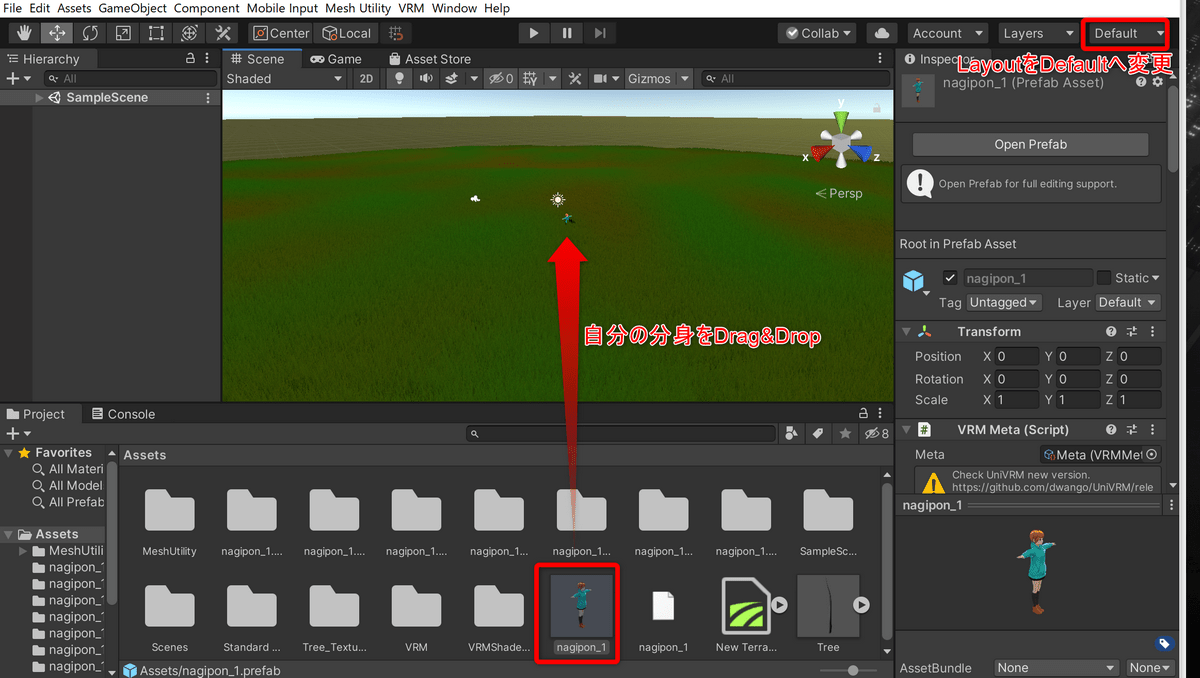 File Edit Assets GameObject Component Mobile Input Mesh Utility VRM Window Help
Center Local Collab Account Layers Default
LayoutをDefaultへ変更
Hierarchy
All
SampleScene
Scene Game Asset Store
Shaded 2D 0 Gizmos All
y
x z
Persp
自分の分身をDrag&Drop
nagipon_1 (Prefab Asset)
Open Prefab
Open Prefab for full editing support.
Root in Prefab Asset
nagipon_1 Static
Tag Untagged Layer Default
Transform
Position X 0 Y 0 Z 0
Rotation X 0 Y 0 Z 0
Scale X 1 Y 1 Z 1
VRM Meta (Script)
Meta Meta (VRMMet
Check UniVRM new version.
https://github.com/dwango/UniVRM/rele
nagipon_1
AssetBundle None None
Project Console
8
Favorites
All Materi
All Model
All Prefab
Assets
MeshUtili
nagipon_1
nagipon_1
nagipon_1
nagipon_1
nagipon_1
nagipon_1
nagipon_1
Assets
MeshUtility nagipon_1.... nagipon_1.... nagipon_1.... nagipon_1... nagipon_1... nagipon_1... nagipon_1.... SampleSc...
Scenes Standard ... Tree_Textu... VRM VRMShade... nagipon_1 nagipon_1 New Terra... Tree
Assets/nagipon_1.prefab